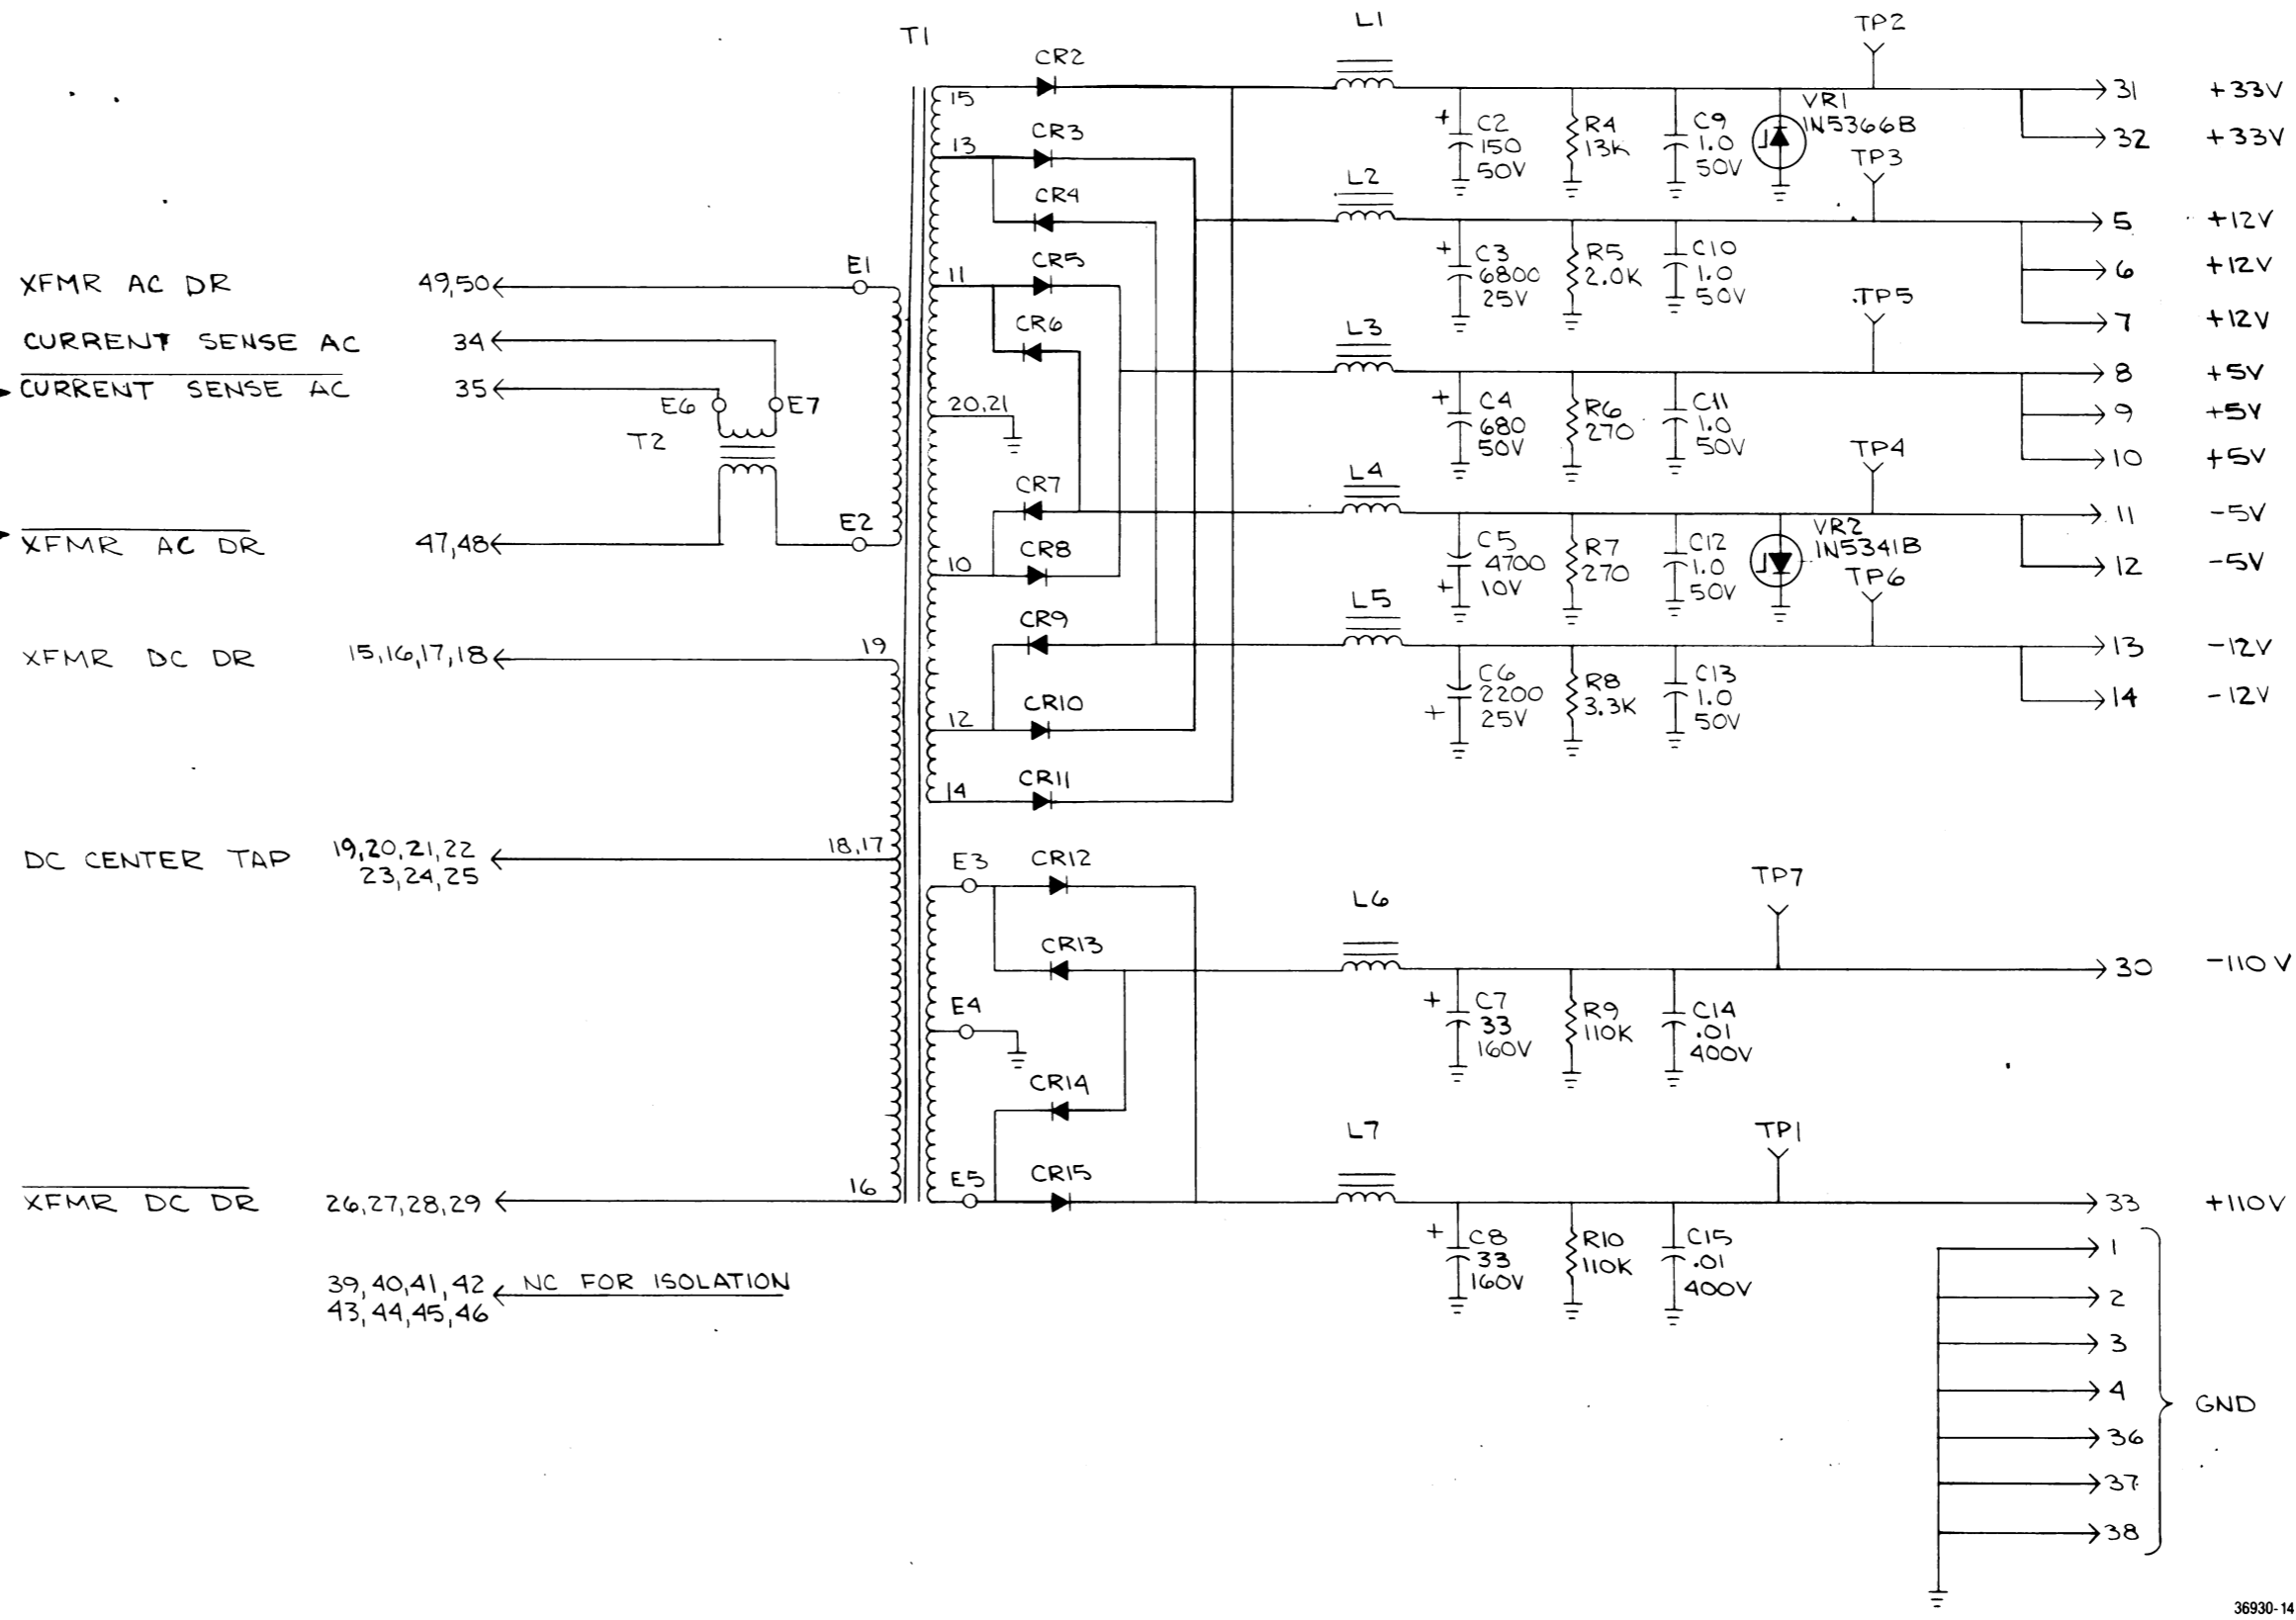 T1
L1
TP2
CR2
15
31 +33V
VR1
1N5366B
+ C2
150
50V
R4
13K
C9
1.0
50V
32 +33V
CR3
13
TP3
CR4
L2
5 +12V
+ C3
6800
25V
R5
2.0K
C10
1.0
50V
6 +12V
CR5
11
XFMR AC DR 49,50 E1
TP5
CR6
L3
7 +12V
CURRENT SENSE AC 34
8 +5V
CURRENT SENSE AC 35
E6 E7
T2
20,21
+ C4
680
50V
R6
270
C11
1.0
50V
9 +5V
TP4
10 +5V
CR7
L4
11 -5V
XFMR AC DR 47,48 E2
VR2
1N5341B
CR8
10
C5
4700
+ 10V
R7
270
C12
1.0
50V
12 -5V
TP6
CR9
L5
13 -12V
XFMR DC DR 15,16,17,18 19
C6
2200
+ 25V
R8
3.3K
C13
1.0
50V
14 -12V
CR10
12
CR11
14
DC CENTER TAP 19,20,21,22
23,24,25
18,17
E3 CR12
TP7
L6
CR13
30 -110V
E4
+ C7
33
160V
R9
110K
C14
.01
400V
CR14
L7
TP1
E5 CR15
XFMR DC DR 26,27,28,29 16
33 +110V
+ C8
33
160V
R10
110K
C15
.01
400V
39,40,41,42
43,44,45,46
NC FOR ISOLATION
1
2
3
4
GND
36
37
38
36930-14